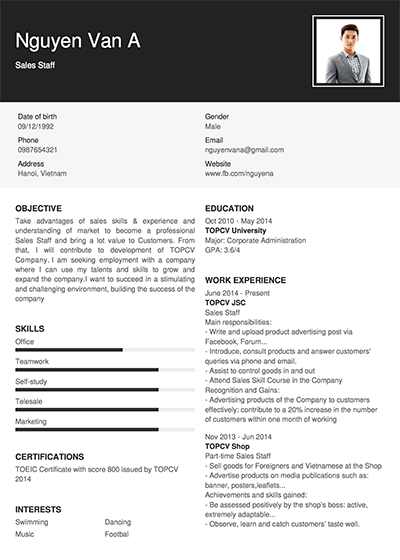 Nguyen Van A
Sales Staff
Date of birth
09/12/1992
Gender
Male
Phone
0987654321
Email
nguyenvana@gmail.com
Address
Hanoi, Vietnam
Website
www.fb.com/nguyena
OBJECTIVE
Take advantages of sales skills & experience and
understanding of market to become a professional
Sales Staff and bring a lot value to Customers. From
that, I will contribute to development of TOPCV
Company. I am seeking employment with a company
where I can use my talents and skills to grow and
expand the company.I want to succeed in a stimulating
and challenging environment, building the success of the
company
SKILLS
Office
Teamwork
Self-study
Telesale
Marketing
CERTIFICATIONS
TOEIC Certificate with score 800 issued by TOPCV
2014
INTERESTS
Swimming
Dancing
Music
Footbal
EDUCATION
Oct 2010 - May 2014
TOPCV University
Major: Corporate Administration
GPA: 3.6/4
WORK EXPERIENCE
June 2014 - Present
TOPCV JSC
Sales Staff
Main responsibilities:
- Write and upload product advertising post via
Facebook, Forum...
- Introduce, consult products and answer customers'
queries via phone and email.
- Assist to control goods in and out
- Attend Sales Skill Course in the Company
Recognition and Gains:
- Advertising products of the Company to customers
effectively: contribute to a 20% increase in the number
of customers within one month of working
Nov 2013 - Jun 2014
TOPCV Shop
Part-time Sales Staff
- Sell goods for Foreigners and Vietnamese at the Shop
- Advertise products on media publications such as:
banner, posters,leaflets...
Achievements and skills gained:
- Be assessed positively by the shop's boss: active,
extremely adaptable...
- Observe, learn and catch customers' taste well.